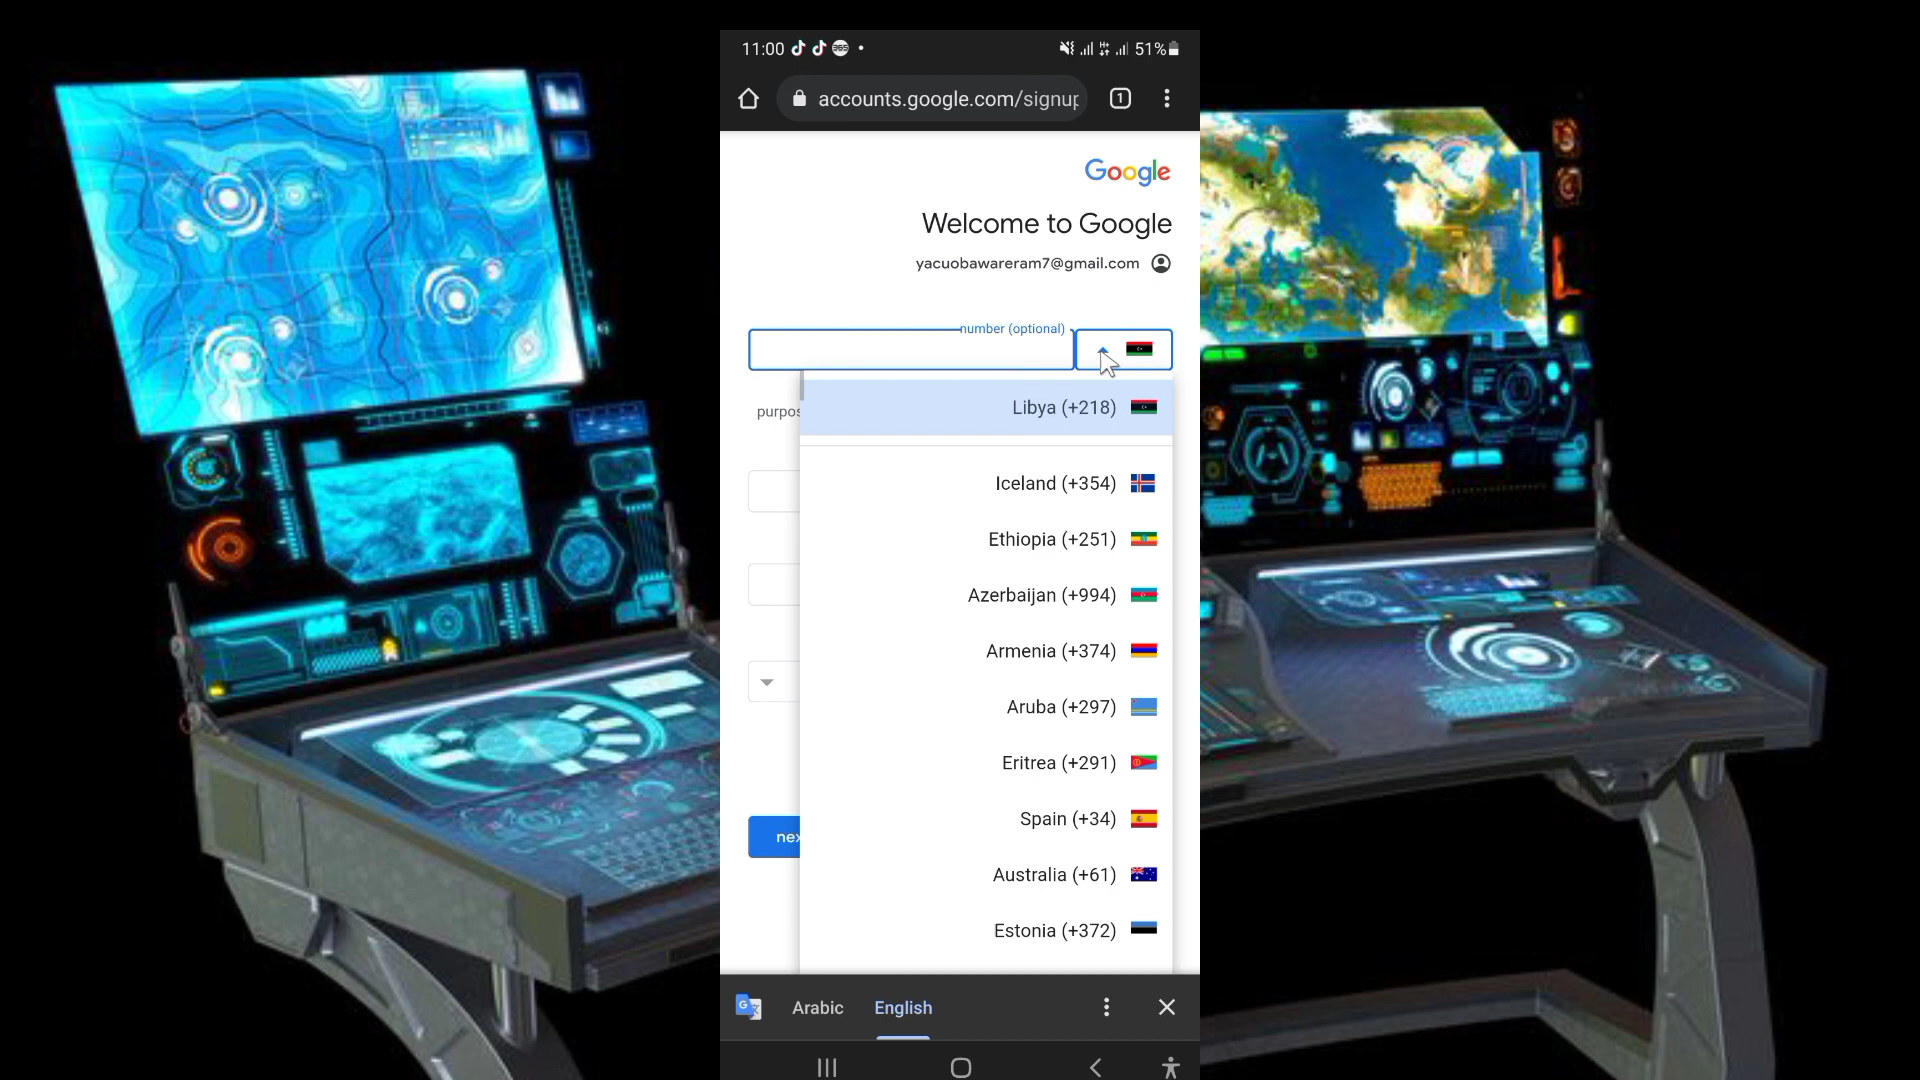 11:00
51%
accounts.google.com/signup
1
Google
Welcome to Google
yacuobawareram7@gmail.com
number (optional)
Libya (+218)
purpos
Iceland (+354)
Ethiopia (+251)
Azerbaijan (+994)
Armenia (+374)
Aruba (+297)
Eritrea (+291)
Spain (+34)
nex
Australia (+61)
Estonia (+372)
Arabic
English